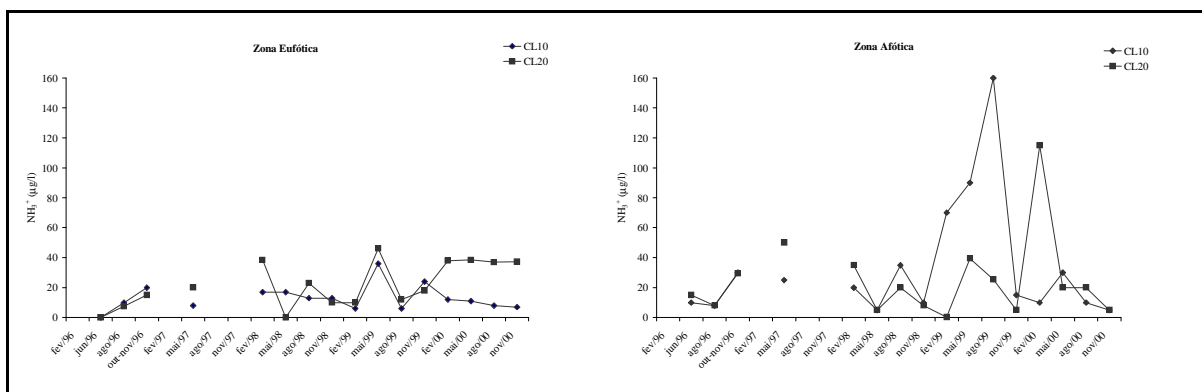 Zona Eufótica
CL10
CL20
160
140
120
100
80
60
40
20
0
NH₃⁺ (µg/l)
fev/96
jun/96
ago/96
out-nov/96
fev/97
mai/97
ago/97
nov/97
fev/98
mai/98
ago/98
nov/98
fev/99
mai/99
ago/99
nov/99
fev/00
mai/00
ago/00
nov/00
Zona Afótica
CL10
CL20
160
140
120
100
80
60
40
20
0
NH₃⁺ (µg/l)
fev/96
jun/96
ago/96
out-nov/96
fev/97
mai/97
ago/97
nov/97
fev/98
mai/98
ago/98
nov/98
fev/99
mai/99
ago/99
nov/99
fev/00
mai/00
ago/00
nov/00